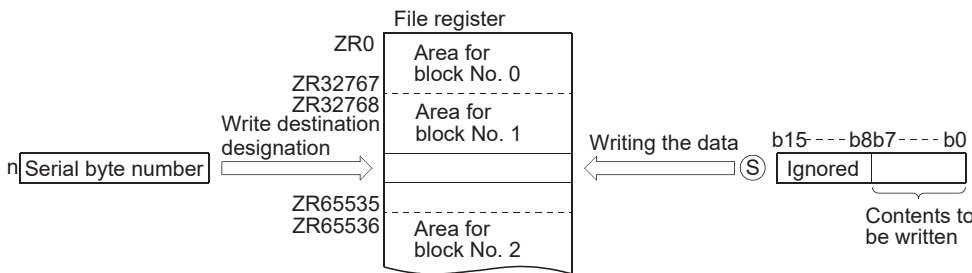 File register
ZR0
Area for
block No. 0
ZR32767
ZR32768
Area for
block No. 1
Write destination
designation
n
Serial byte number
Writing the data
S
b15 b8b7 b0
Ignored
Contents to
be written
ZR65535
ZR65536
Area for
block No. 2